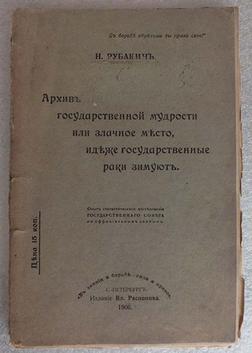 „Въ борьбѣ обрѣтешь ты право свое!"
Н. РУБАКИНЪ.
Архивъ
государственной мудрости
или злачное мѣсто,
идѣже государственные
раки зимуютъ.
ГОСУДАРСТВЕННАГО СОВѢТА
Цѣна 15 коп.
С.-ПЕТЕРБУРГЪ.
Изданіе Вл. Распопова.
1906.